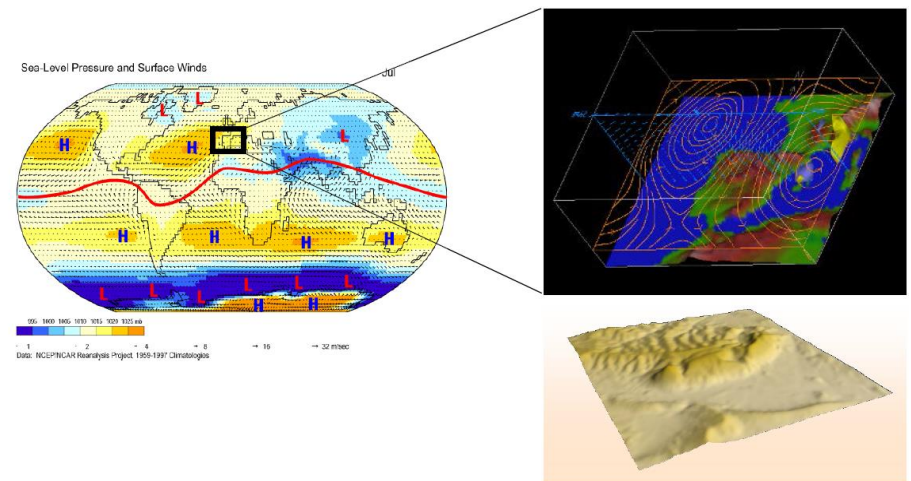 Sea-Level Pressure and Surface Winds
Jul
L
L
H
H
L
H
H
H
H
L
L
L
L
L
H
H
995 1000 1005 1010 1015 1020 1025 mb
1 2 4 8 16 32 m/sec
Data: NCEP/NCAR Reanalysis Project, 1959-1997 Climatologies